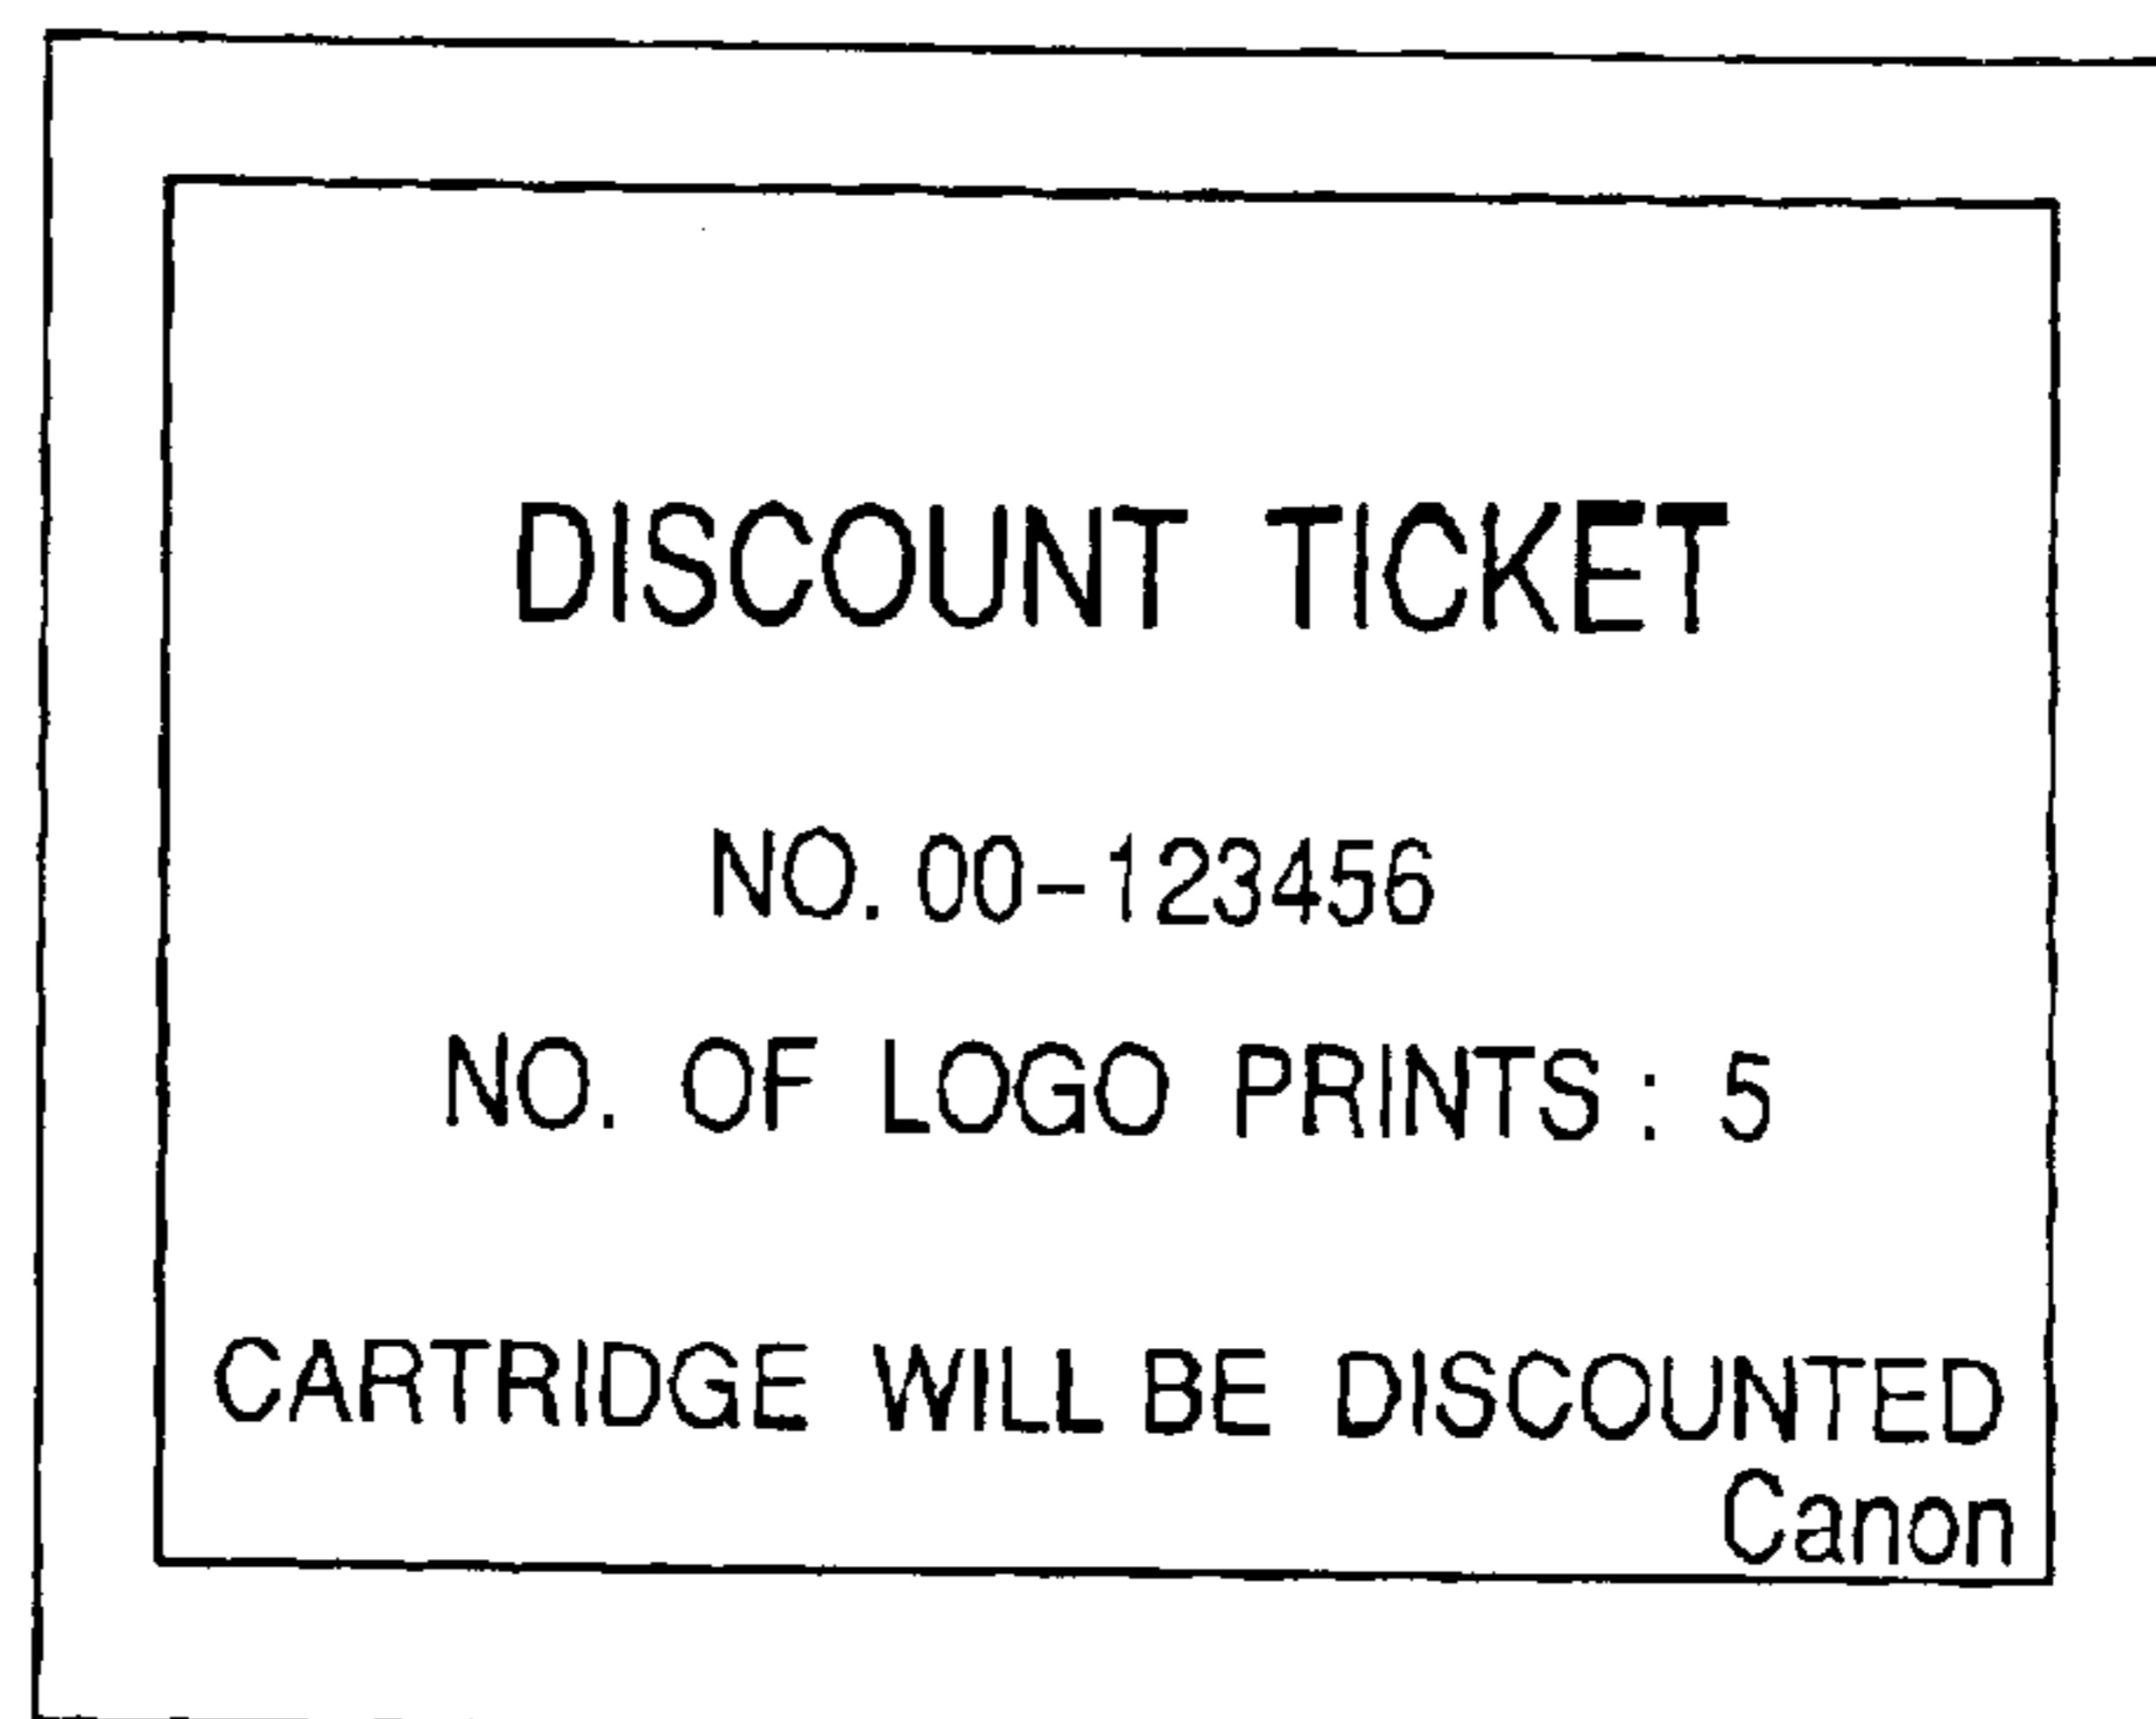 DISCOUNT TICKET
NO. 00-123456
NO. OF LOGO PRINTS : 5
CARTRIDGE WILL BE DISCOUNTED
Canon